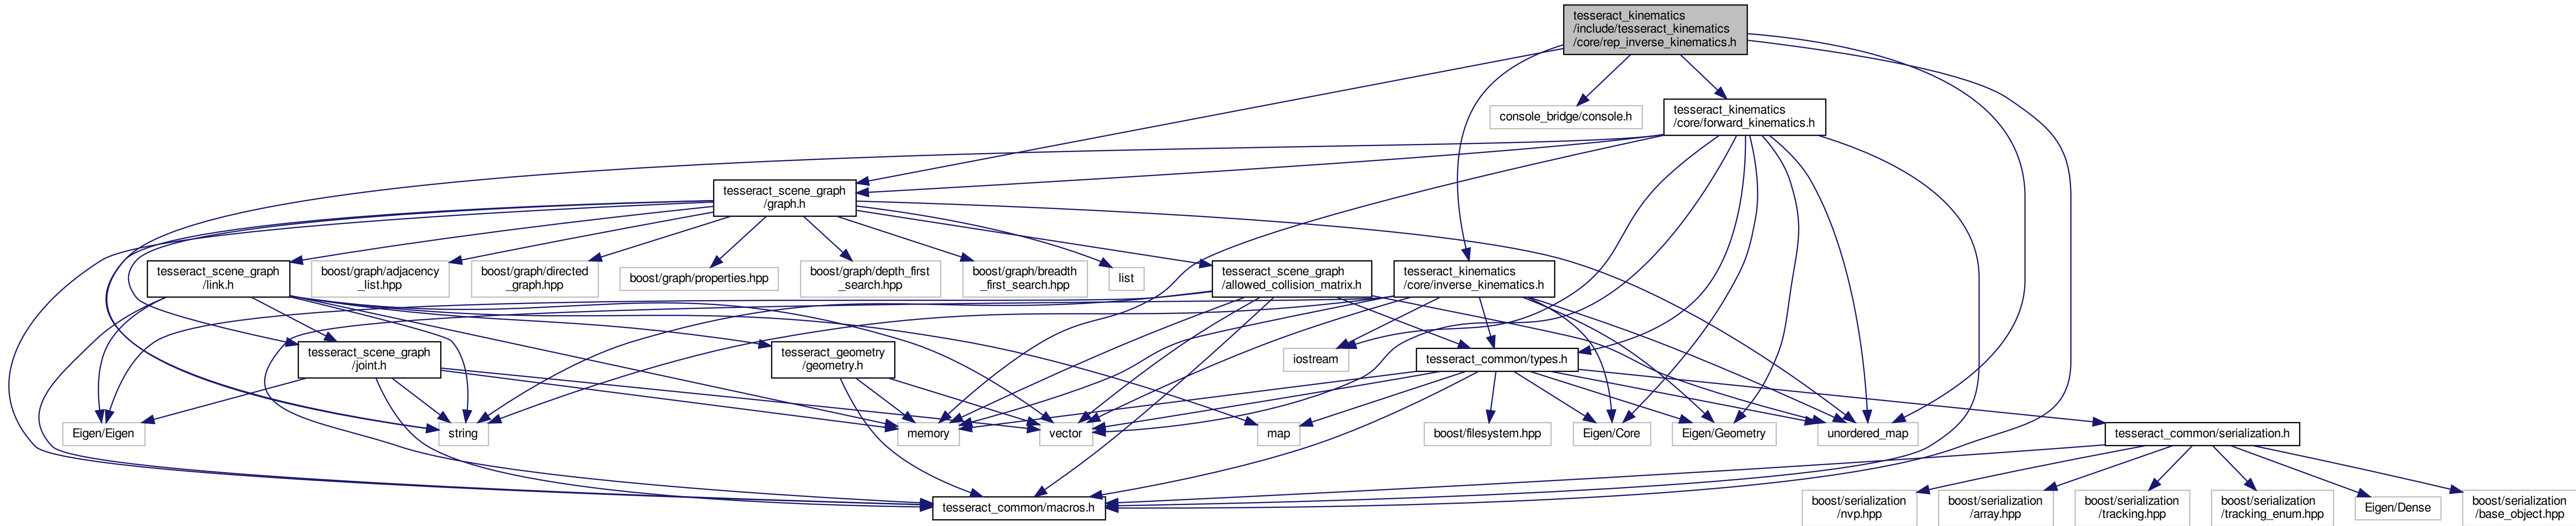 tesseract_kinematics
/include/tesseract_kinematics
/core/rep_inverse_kinematics.h
console_bridge/console.h
tesseract_kinematics
/core/forward_kinematics.h
tesseract_scene_graph
/graph.h
tesseract_scene_graph
/link.h
boost/graph/adjacency
_list.hpp
boost/graph/directed
_graph.hpp
boost/graph/properties.hpp
boost/graph/depth_first
_search.hpp
boost/graph/breadth
_first_search.hpp
list
tesseract_scene_graph
/allowed_collision_matrix.h
tesseract_kinematics
/core/inverse_kinematics.h
tesseract_scene_graph
/joint.h
tesseract_geometry
/geometry.h
iostream
tesseract_common/types.h
Eigen/Eigen
string
memory
vector
map
boost/filesystem.hpp
Eigen/Core
Eigen/Geometry
unordered_map
tesseract_common/serialization.h
tesseract_common/macros.h
boost/serialization
/nvp.hpp
boost/serialization
/array.hpp
boost/serialization
/tracking.hpp
boost/serialization
/tracking_enum.hpp
Eigen/Dense
boost/serialization
/base_object.hpp